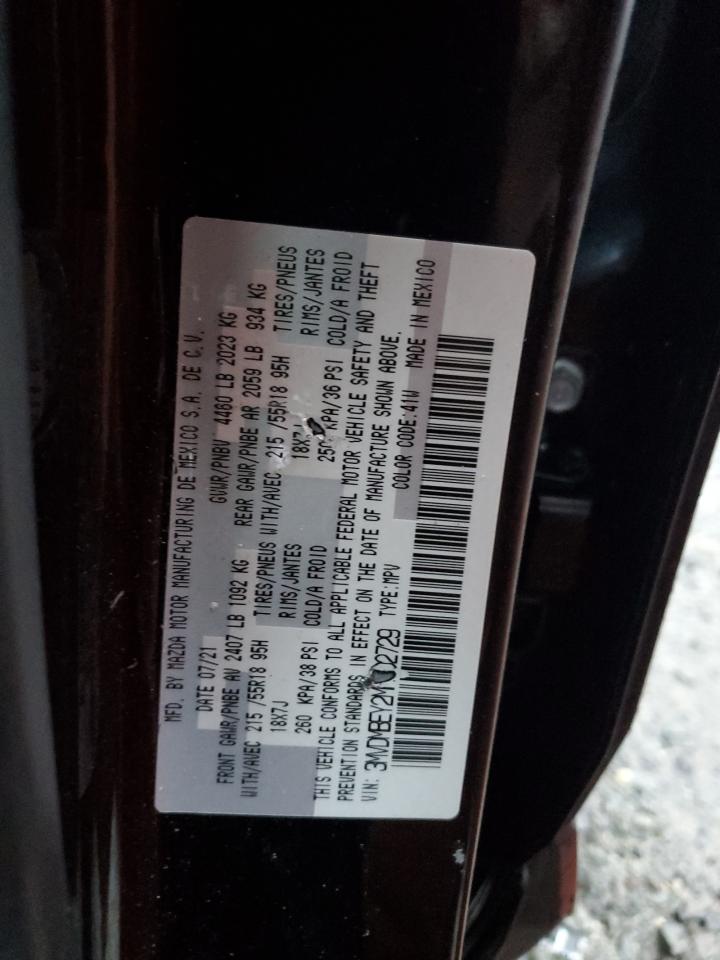 MFD. BY MAZDA MOTOR MANUFACTURING DE MEXICO S.A. DE C.V.
DATE 07/21 GVWR/PNBV 4460 LB 2023 KG
FRONT GAWR/PNBE AV 2407 LB 1092 KG REAR GAWR/PNBE AR 2059 LB 934 KG
WITH/AVEC 215 /55R18 95H TIRES/PNEUS WITH/AVEC 215 /55R18 95H TIRES/PNEUS
18X7J RIMS/JANTES 18X7J RIMS/JANTES
260 KPA/38 PSI COLD/A FROID 250 KPA/36 PSI COLD/A FROID
THIS VEHICLE CONFORMS TO ALL APPLICABLE FEDERAL MOTOR VEHICLE SAFETY AND THEFT
PREVENTION STANDARDS IN EFFECT ON THE DATE OF MANUFACTURE SHOWN ABOVE.
VIN: TYPE:MPV COLOR CODE:41W MADE IN MEXICO